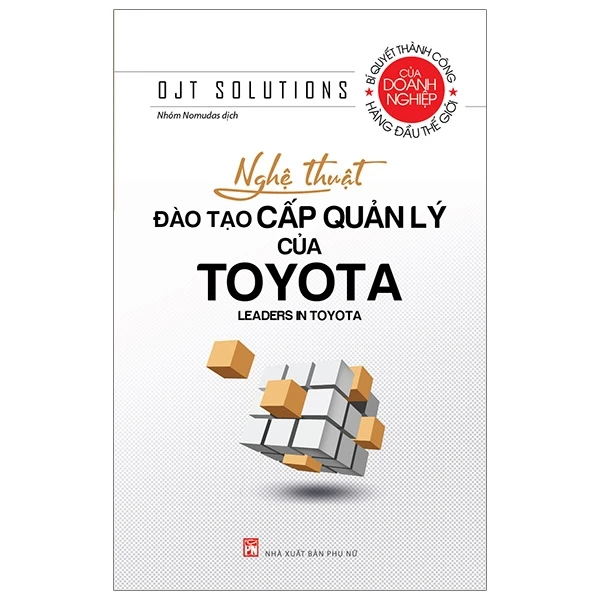 OJT SOLUTIONS
Nhóm Nomudas dịch
BÍ QUYẾT THÀNH CÔNG
CỦA
DOANH
NGHIỆP
HÀNG ĐẦU THẾ GIỚI
Nghệ thuật
ĐÀO TẠO CẤP QUẢN LÝ
CỦA
TOYOTA
LEADERS IN TOYOTA
PN
NHÀ XUẤT BẢN PHỤ NỮ